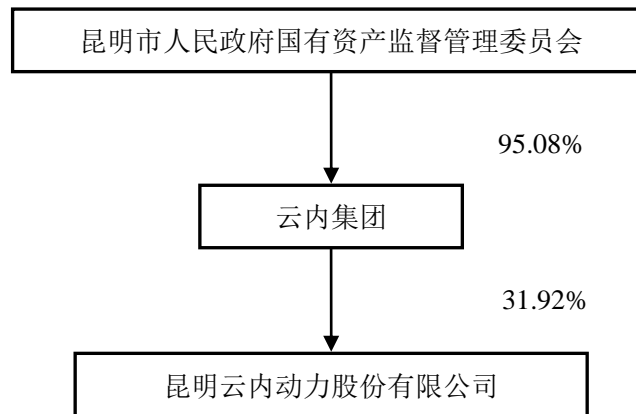 昆明市人民政府国有资产监督管理委员会
95.08%
云内集团
31.92%
昆明云内动力股份有限公司